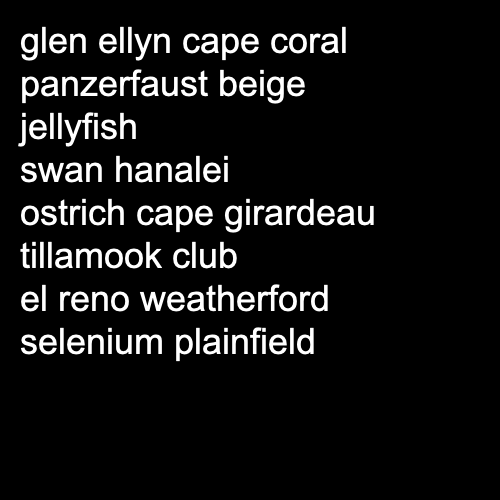 glen ellyn cape coral
panzerfaust beige
jellyfish
swan hanalei
ostrich cape girardeau
tillamook club
el reno weatherford
selenium plainfield